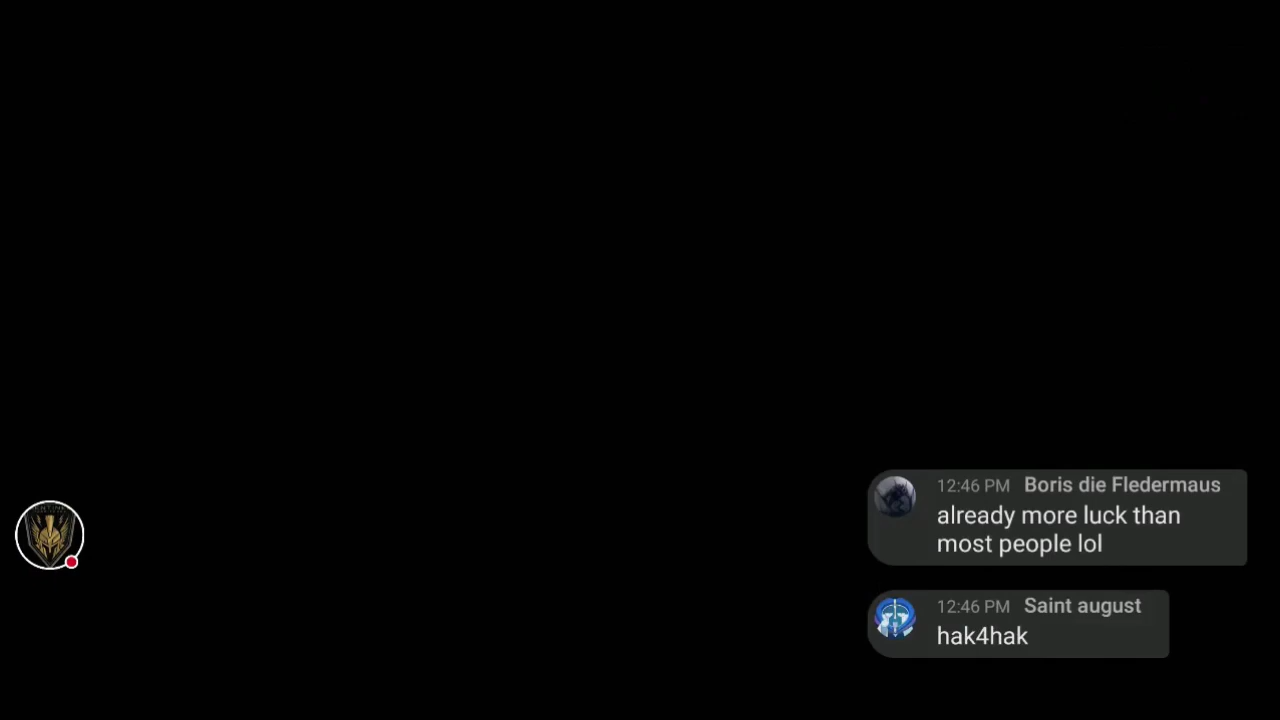 12:46 PM Boris die Fledermaus
already more luck than
most people lol
12:46 PM Saint august
hak4hak